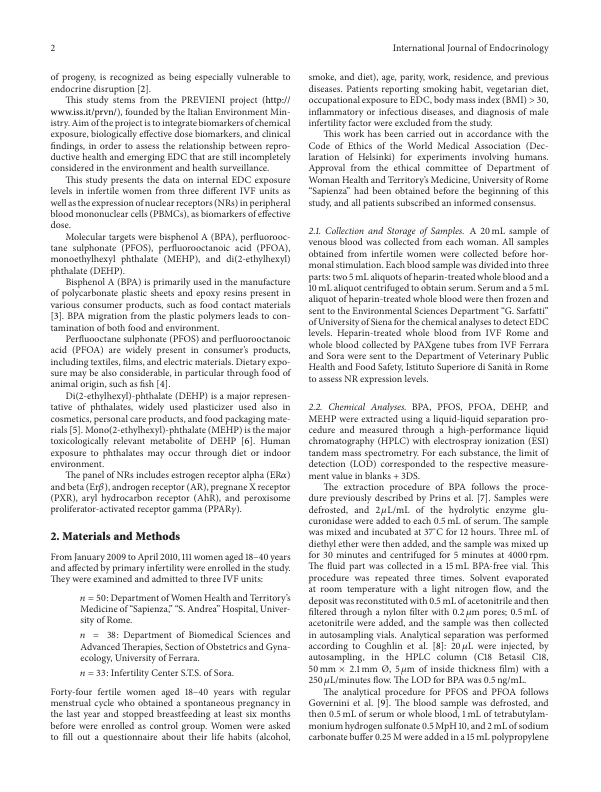 2
International Journal of Endocrinology
of progeny, is recognized as being especially vulnerable to
endocrine disruption [2].
This study stems from the PREVIENI project (http://
www.iss.it/prvn/), founded by the Italian Environment Min-
istry. Aim of the project is to integrate biomarkers of chemical
exposure, biologically effective dose biomarkers, and clinical
findings, in order to assess the relationship between repro-
ductive health and emerging EDC that are still incompletely
considered in the environment and health surveillance.
This study presents the data on internal EDC exposure
levels in infertile women from three different IVF units as
well as the expression of nuclear receptors (NRs) in peripheral
blood mononuclear cells (PBMCs), as biomarkers of effective
dose.
Molecular targets were bisphenol A (BPA), perfluorooc-
tane sulphonate (PFOS), perfluorooctanoic acid (PFOA),
monoethylhexyl phthalate (MEHP), and di(2-ethylhexyl)
phthalate (DEHP).
Bisphenol A (BPA) is primarily used in the manufacture
of polycarbonate plastic sheets and epoxy resins present in
various consumer products, such as food contact materials
[3]. BPA migration from the plastic polymers leads to con-
tamination of both food and environment.
Perfluooctane sulphonate (PFOS) and perfluorooctanoic
acid (PFOA) are widely present in consumer's products,
including textiles, films, and electric materials. Dietary expo-
sure may be also considerable, in particular through food of
animal origin, such as fish [4].
Di(2-ethylhexyl)-phthalate (DEHP) is a major represen-
tative of phthalates, widely used plasticizer used also in
cosmetics, personal care products, and food packaging mate-
rials [5]. Mono(2-ethylhexyl)-phthalate (MEHP) is the major
toxicologically relevant metabolite of DEHP [6]. Human
exposure to phthalates may occur through diet or indoor
environment.
The panel of NRs includes estrogen receptor alpha (ERα)
and beta (Erβ), androgen receptor (AR), pregnane X receptor
(PXR), aryl hydrocarbon receptor (AhR), and peroxisome
proliferator-activated receptor gamma (PPARγ).
2. Materials and Methods
From January 2009 to April 2010, 111 women aged 18–40 years
and affected by primary infertility were enrolled in the study.
They were examined and admitted to three IVF units:
n = 50: Department of Women Health and Territory's
Medicine of "Sapienza," "S. Andrea" Hospital, Univer-
sity of Rome.
n = 38: Department of Biomedical Sciences and
Advanced Therapies, Section of Obstetrics and Gyna-
ecology, University of Ferrara.
n = 33: Infertility Center S.T.S. of Sora.
Forty-four fertile women aged 18–40 years with regular
menstrual cycle who obtained a spontaneous pregnancy in
the last year and stopped breastfeeding at least six months
before were enrolled as control group. Women were asked
to fill out a questionnaire about their life habits (alcohol,
smoke, and diet), age, parity, work, residence, and previous
diseases. Patients reporting smoking habit, vegetarian diet,
occupational exposure to EDC, body mass index (BMI) > 30,
inflammatory or infectious diseases, and diagnosis of male
infertility factor were excluded from the study.
This work has been carried out in accordance with the
Code of Ethics of the World Medical Association (Dec-
laration of Helsinki) for experiments involving humans.
Approval from the ethical committee of Department of
Woman Health and Territory's Medicine, University of Rome
"Sapienza" had been obtained before the beginning of this
study, and all patients subscribed an informed consensus.
2.1. Collection and Storage of Samples. A 20 mL sample of
venous blood was collected from each woman. All samples
obtained from infertile women were collected before hor-
monal stimulation. Each blood sample was divided into three
parts: two 5 mL aliquots of heparin-treated whole blood and a
10 mL aliquot centrifuged to obtain serum. Serum and a 5 mL
aliquot of heparin-treated whole blood were then frozen and
sent to the Environmental Sciences Department "G. Sarfatti"
of University of Siena for the chemical analyses to detect EDC
levels. Heparin-treated whole blood from IVF Rome and
whole blood collected by PAXgene tubes from IVF Ferrara
and Sora were sent to the Department of Veterinary Public
Health and Food Safety, Istituto Superiore di Sanità in Rome
to assess NR expression levels.
2.2. Chemical Analyses. BPA, PFOS, PFOA, DEHP, and
MEHP were extracted using a liquid-liquid separation pro-
cedure and measured through a high-performance liquid
chromatography (HPLC) with electrospray ionization (ESI)
tandem mass spectrometry. For each substance, the limit of
detection (LOD) corresponded to the respective measure-
ment value in blanks + 3DS.
The extraction procedure of BPA follows the proce-
dure previously described by Prins et al. [7]. Samples were
defrosted, and 2 μL/mL of the hydrolytic enzyme glu-
curonidase were added to each 0.5 mL of serum. The sample
was mixed and incubated at 37°C for 12 hours. Three mL of
diethyl ether were then added, and the sample was mixed up
for 30 minutes and centrifuged for 5 minutes at 4000 rpm.
The fluid part was collected in a 15 mL BPA-free vial. This
procedure was repeated three times. Solvent evaporated
at room temperature with a light nitrogen flow, and the
deposit was reconstituted with 0.5 mL of acetonitrile and then
filtered through a nylon filter with 0.2 μm pores; 0.5 mL of
acetonitrile were added, and the sample was then collected
in autosampling vials. Analytical separation was performed
according to Coughlin et al. [8]: 20 μL were injected, by
autosampling, in the HPLC column (C18 Betasil C18,
50 mm × 2.1 mm Ø, 5 μm of inside thickness film) with a
250 μL/minutes flow. The LOD for BPA was 0.5 ng/mL.
The analytical procedure for PFOS and PFOA follows
Governini et al. [9]. The blood sample was defrosted, and
then 0.5 mL of serum or whole blood, 1 mL of tetrabutylam-
monium hydrogen sulfonate 0.5 MpH 10, and 2 mL of sodium
carbonate buffer 0.25 M were added in a 15 mL polypropylene